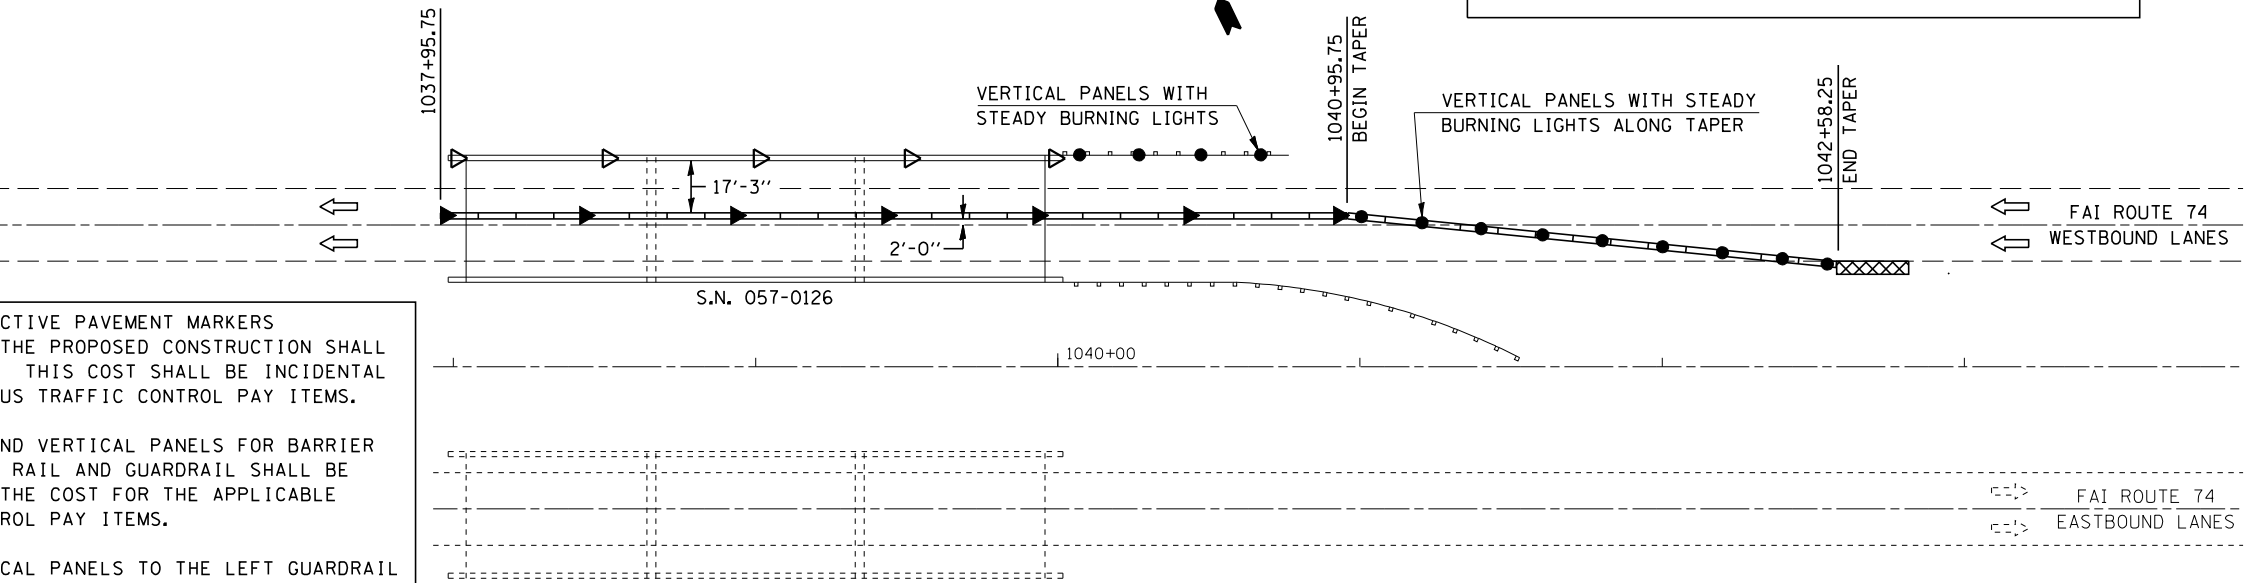 1037+95.75
VERTICAL PANELS WITH
STEADY BURNING LIGHTS
1040+95.75
BEGIN TAPER
VERTICAL PANELS WITH STEADY
BURNING LIGHTS ALONG TAPER
1042+58.25
END TAPER
17'-3''
2'-0''
FAI ROUTE 74
WESTBOUND LANES
S.N. 057-0126
CTIVE PAVEMENT MARKERS
THE PROPOSED CONSTRUCTION SHALL
THIS COST SHALL BE INCIDENTAL
US TRAFFIC CONTROL PAY ITEMS.
ND VERTICAL PANELS FOR BARRIER
RAIL AND GUARDRAIL SHALL BE
THE COST FOR THE APPLICABLE
ROL PAY ITEMS.
CAL PANELS TO THE LEFT GUARDRAIL
1040+00
FAI ROUTE 74
EASTBOUND LANES